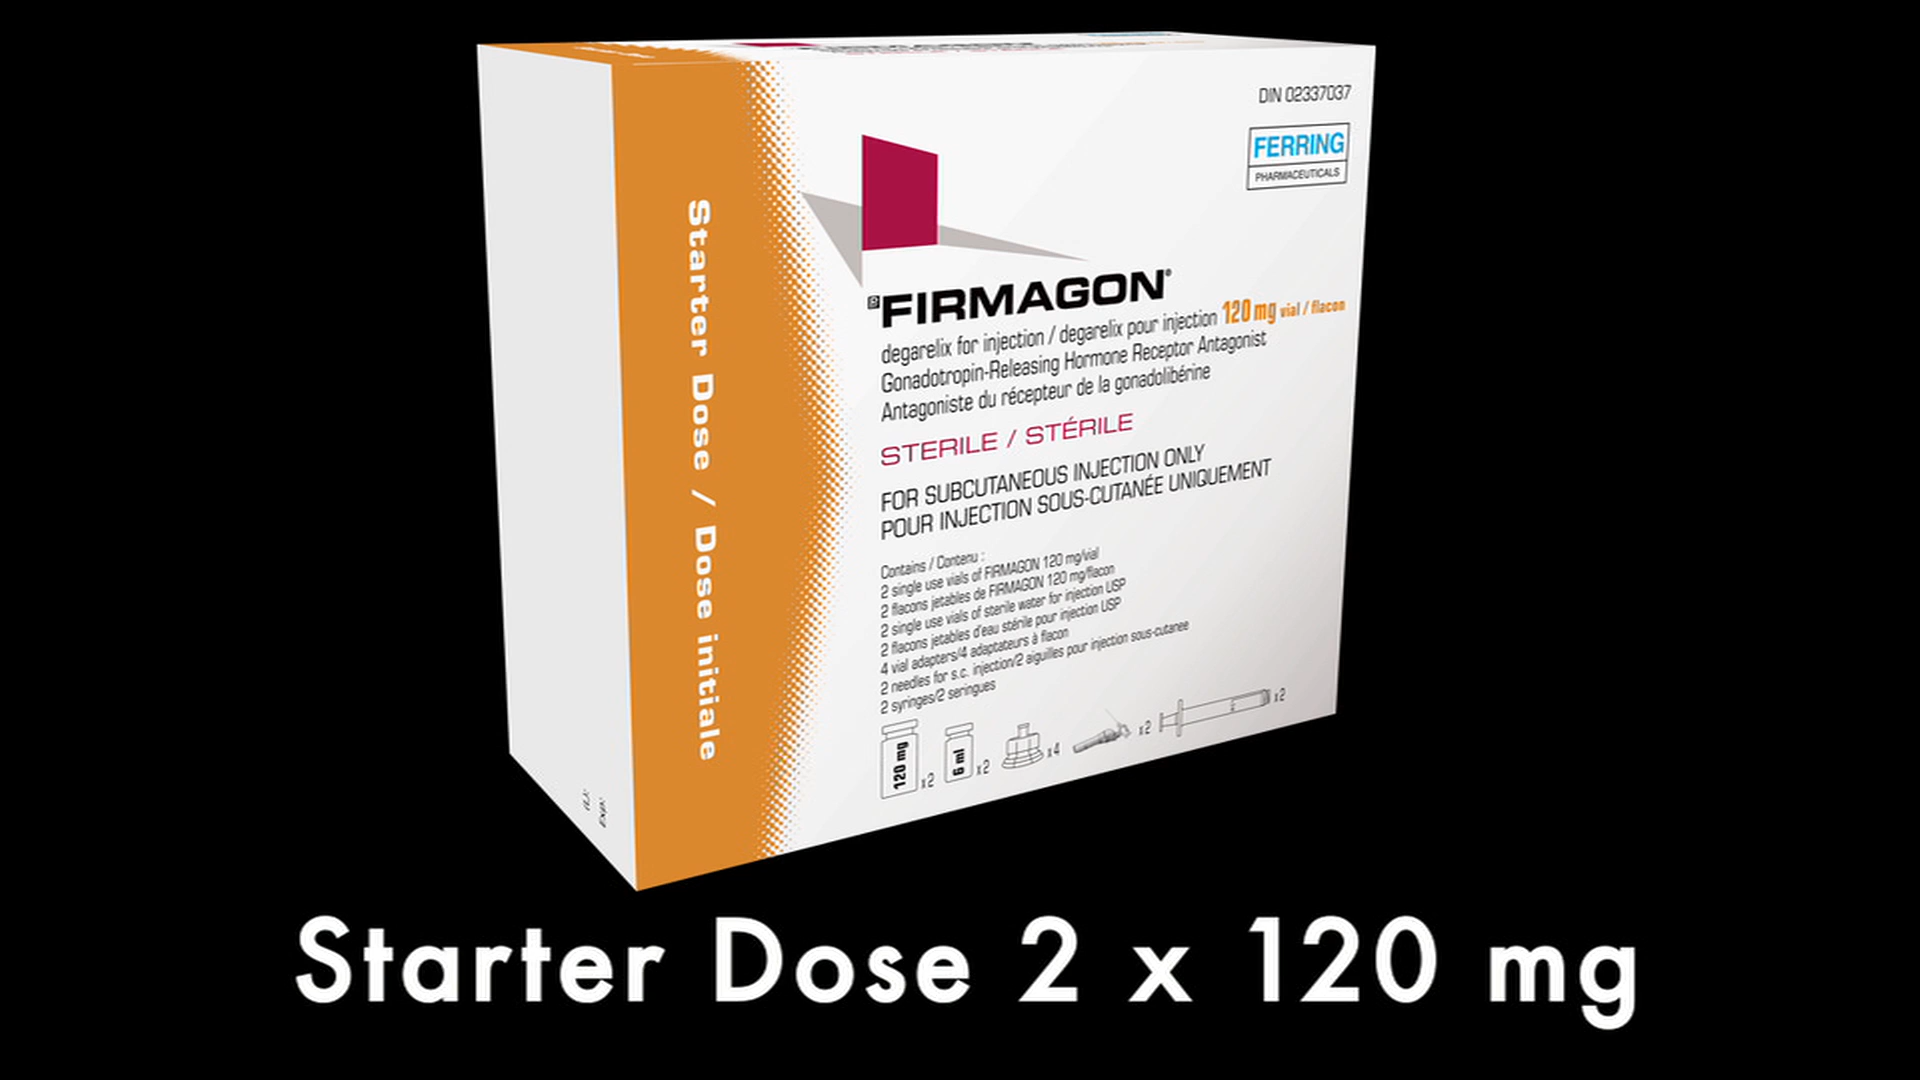 DIN 02337037
FERRING
PHARMACEUTICALS
Starter Dose / Dose initiale
FIRMAGON®
degarelix for injection / degarelix pour injection 120 mg vial / flacon
Gonadotropin-Releasing Hormone Receptor Antagonist
Antagoniste du récepteur de la gonadolibérine
STERILE / STÉRILE
FOR SUBCUTANEOUS INJECTION ONLY
POUR INJECTION SOUS-CUTANÉE UNIQUEMENT
Contains / Contenu :
2 single use vials of FIRMAGON 120 mg/vial
2 flacons jetables de FIRMAGON 120 mg/flacon
2 single use vials of sterile water for injection USP
2 flacons jetables d'eau stérile pour injection USP
4 vial adapters/4 adaptateurs à flacon
2 needles for s.c. injection/2 aiguilles pour injection sous-cutanee
2 syringes/2 seringues
120 mg x2
6 ml x2
x4
x2
x2
Starter Dose 2 x 120 mg